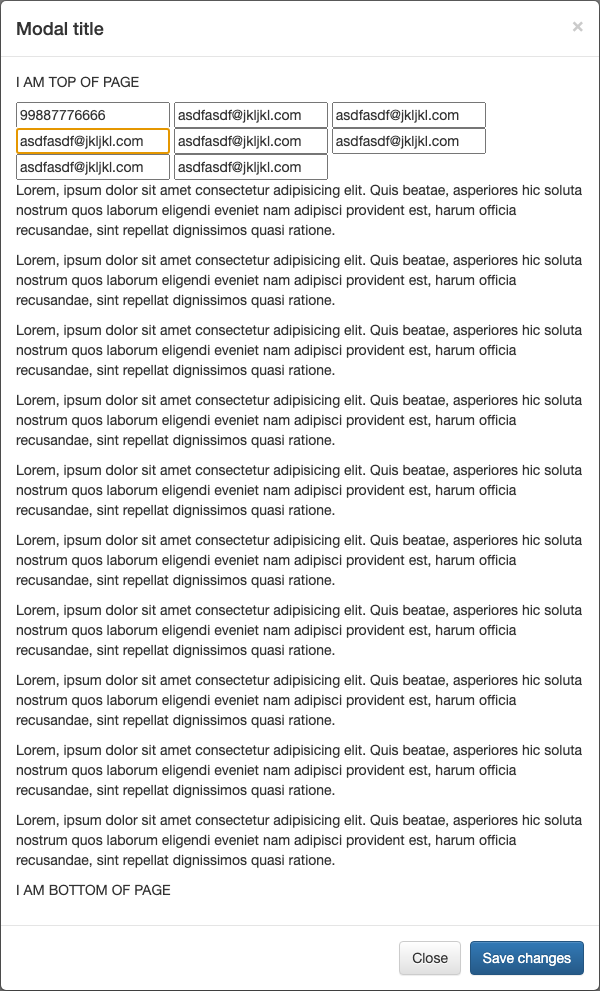 Modal title ×
I AM TOP OF PAGE
99887776666 asdfasdf@jkljkl.com asdfasdf@jkljkl.com
asdfasdf@jkljkl.com asdfasdf@jkljkl.com asdfasdf@jkljkl.com
asdfasdf@jkljkl.com asdfasdf@jkljkl.com
Lorem, ipsum dolor sit amet consectetur adipisicing elit. Quis beatae, asperiores hic soluta
nostrum quos laborum eligendi eveniet nam adipisci provident est, harum officia
recusandae, sint repellat dignissimos quasi ratione.
Lorem, ipsum dolor sit amet consectetur adipisicing elit. Quis beatae, asperiores hic soluta
nostrum quos laborum eligendi eveniet nam adipisci provident est, harum officia
recusandae, sint repellat dignissimos quasi ratione.
Lorem, ipsum dolor sit amet consectetur adipisicing elit. Quis beatae, asperiores hic soluta
nostrum quos laborum eligendi eveniet nam adipisci provident est, harum officia
recusandae, sint repellat dignissimos quasi ratione.
Lorem, ipsum dolor sit amet consectetur adipisicing elit. Quis beatae, asperiores hic soluta
nostrum quos laborum eligendi eveniet nam adipisci provident est, harum officia
recusandae, sint repellat dignissimos quasi ratione.
Lorem, ipsum dolor sit amet consectetur adipisicing elit. Quis beatae, asperiores hic soluta
nostrum quos laborum eligendi eveniet nam adipisci provident est, harum officia
recusandae, sint repellat dignissimos quasi ratione.
Lorem, ipsum dolor sit amet consectetur adipisicing elit. Quis beatae, asperiores hic soluta
nostrum quos laborum eligendi eveniet nam adipisci provident est, harum officia
recusandae, sint repellat dignissimos quasi ratione.
Lorem, ipsum dolor sit amet consectetur adipisicing elit. Quis beatae, asperiores hic soluta
nostrum quos laborum eligendi eveniet nam adipisci provident est, harum officia
recusandae, sint repellat dignissimos quasi ratione.
Lorem, ipsum dolor sit amet consectetur adipisicing elit. Quis beatae, asperiores hic soluta
nostrum quos laborum eligendi eveniet nam adipisci provident est, harum officia
recusandae, sint repellat dignissimos quasi ratione.
Lorem, ipsum dolor sit amet consectetur adipisicing elit. Quis beatae, asperiores hic soluta
nostrum quos laborum eligendi eveniet nam adipisci provident est, harum officia
recusandae, sint repellat dignissimos quasi ratione.
Lorem, ipsum dolor sit amet consectetur adipisicing elit. Quis beatae, asperiores hic soluta
nostrum quos laborum eligendi eveniet nam adipisci provident est, harum officia
recusandae, sint repellat dignissimos quasi ratione.
I AM BOTTOM OF PAGE
Close Save changes